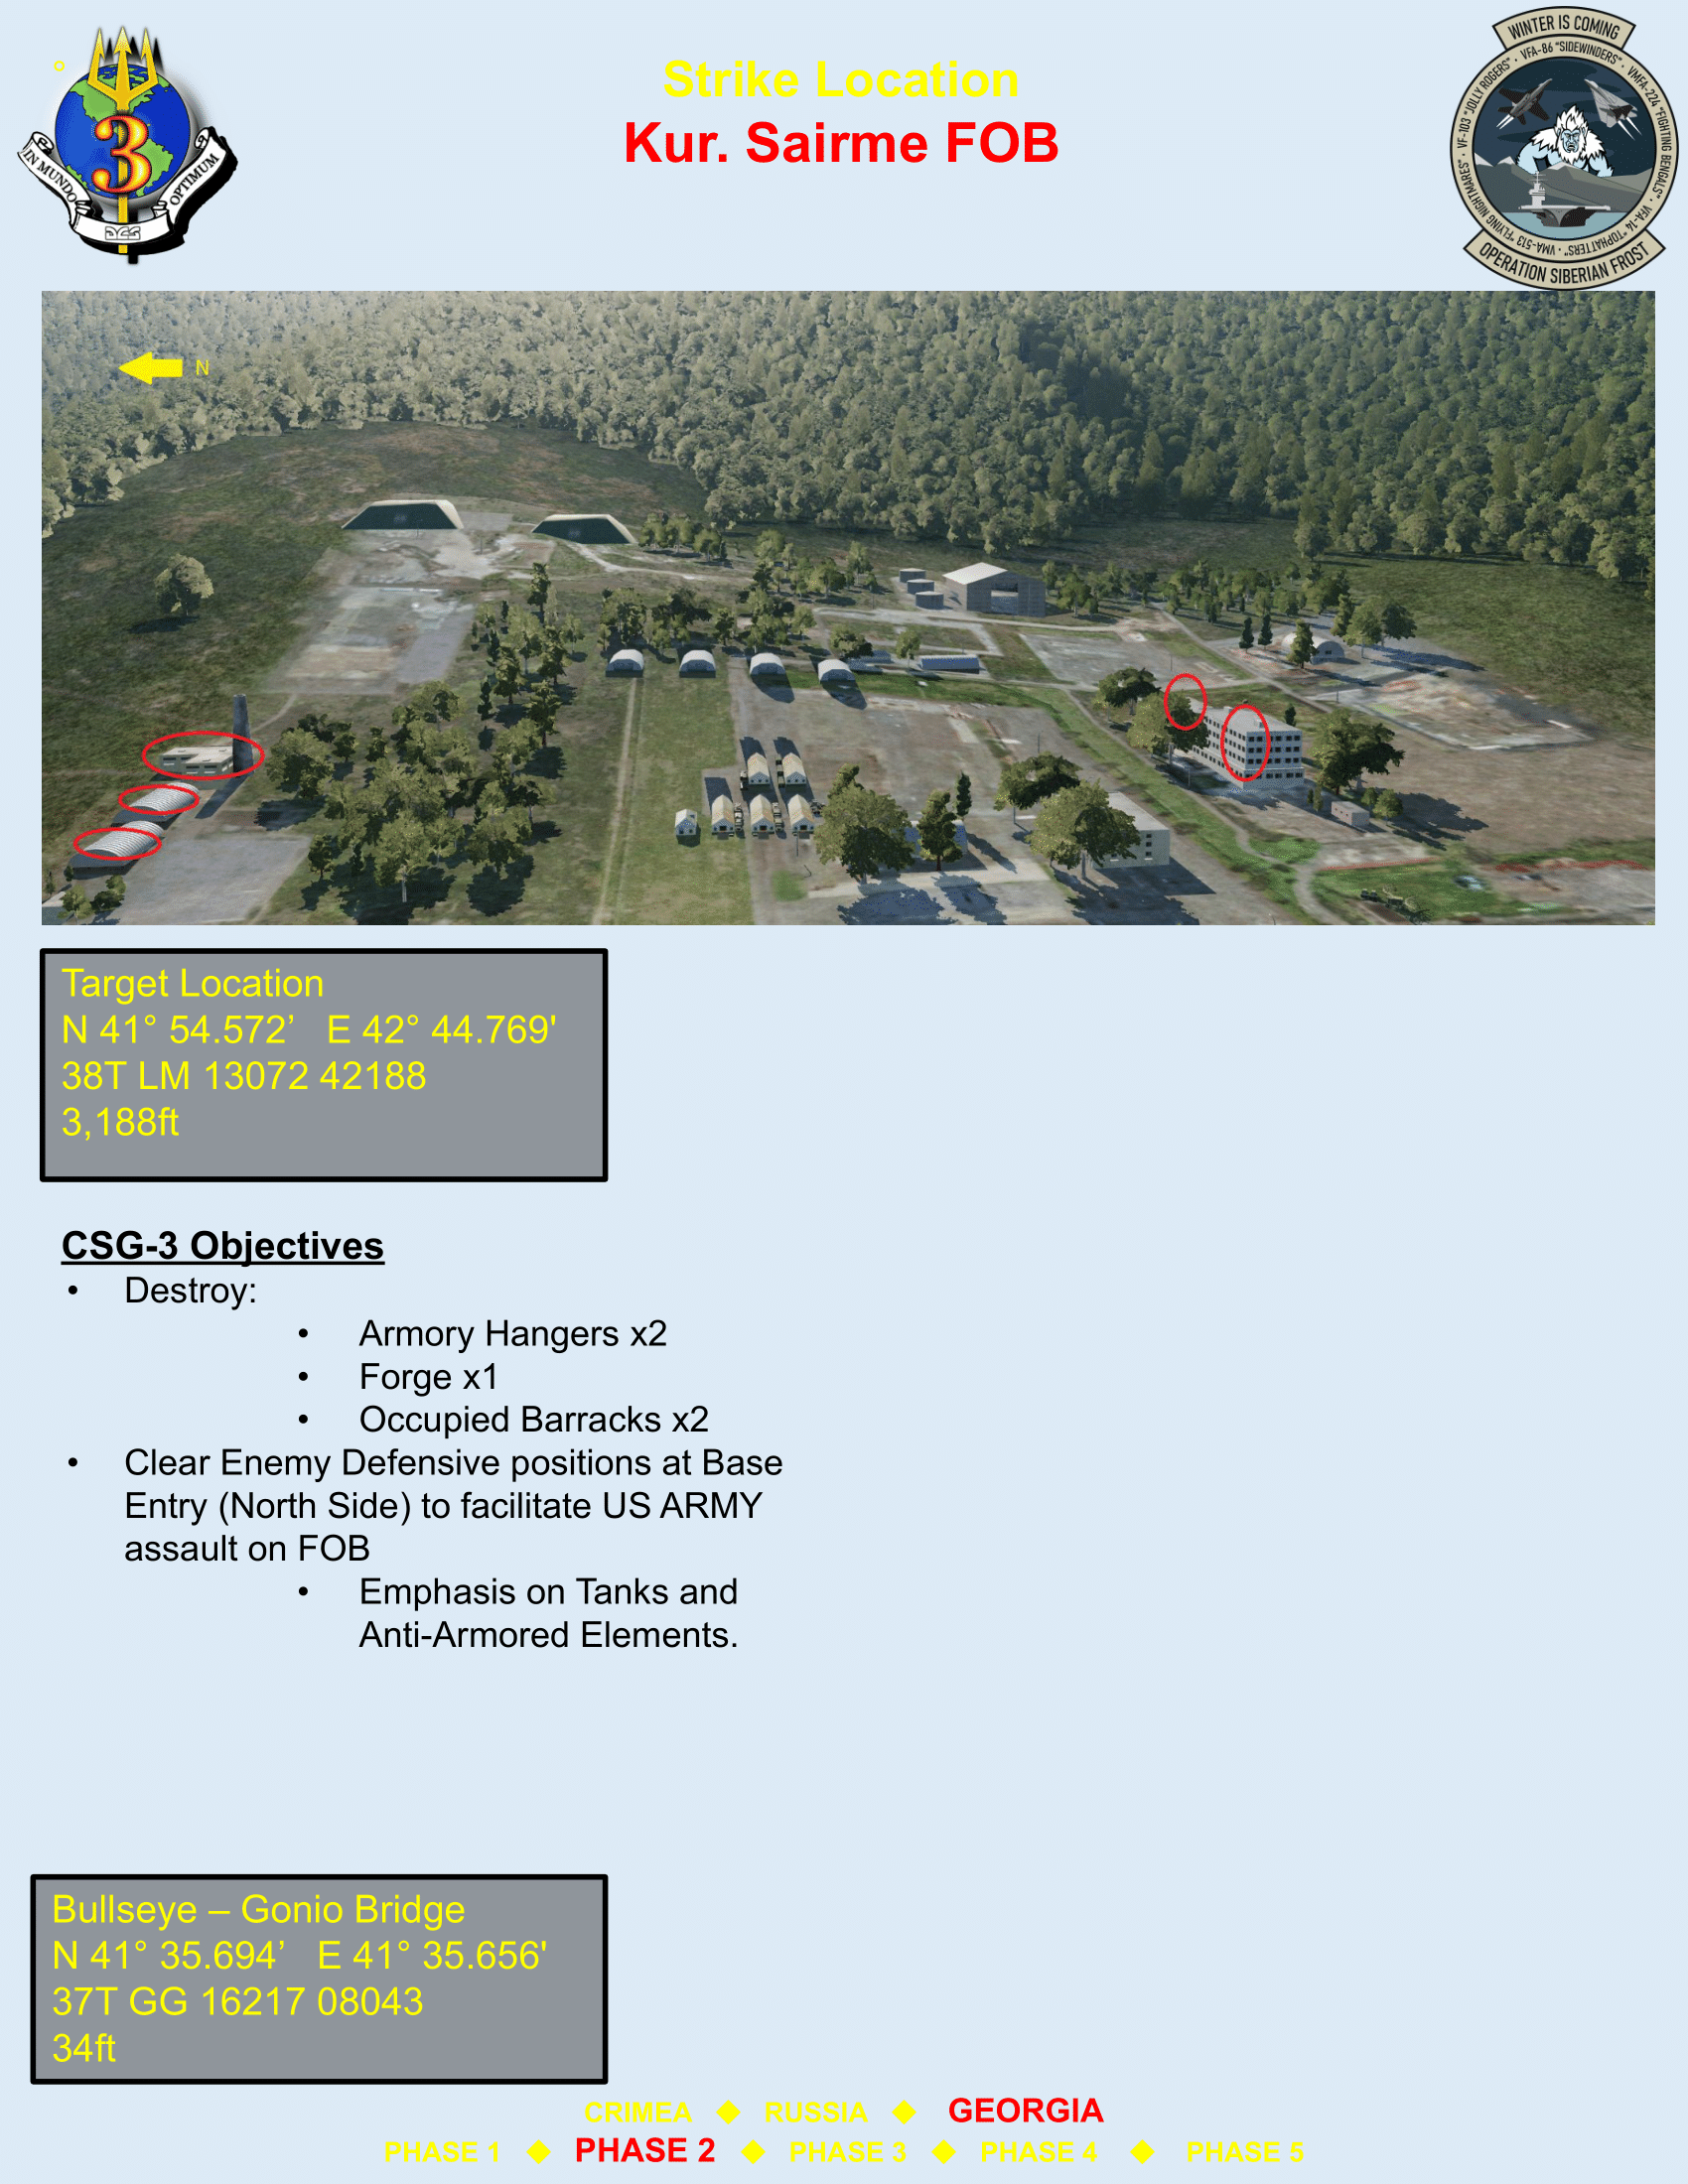 WINTER IS COMING
VF-103 "JOLLY ROGERS" · VFA-86 "SIDEWINDERS" · VMFA-224 "FIGHTING BENGALS" · VFA-14 "TOPHATTERS" · VMA-513 "FLYING NIGHTMARES" ·
OPERATION SIBERIAN FROST
3
IN MUNDO OPTIMUM
DCS
Strike Location
Kur. Sairme FOB
N
Target Location
N 41° 54.572’ E 42° 44.769'
38T LM 13072 42188
3,188ft
CSG-3 Objectives
• Destroy:
• Armory Hangers x2
• Forge x1
• Occupied Barracks x2
• Clear Enemy Defensive positions at Base
Entry (North Side) to facilitate US ARMY
assault on FOB
• Emphasis on Tanks and
Anti-Armored Elements.
Bullseye – Gonio Bridge
N 41° 35.694’ E 41° 35.656'
37T GG 16217 08043
34ft
CRIMEA ◆ RUSSIA ◆ GEORGIA
PHASE 1 ◆ PHASE 2 ◆ PHASE 3 ◆ PHASE 4 ◆ PHASE 5